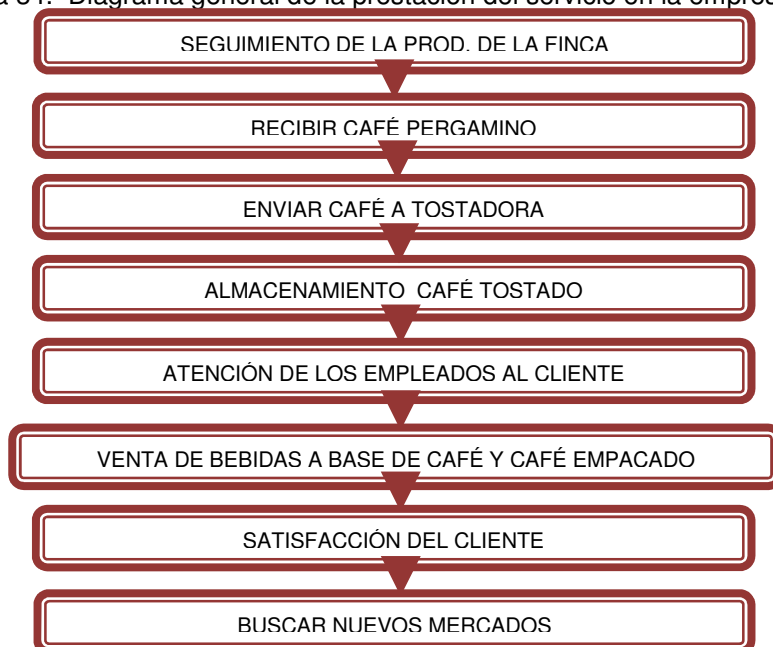 a 34. Diagrama general de la prestación del servicio en la empres
SEGUIMIENTO DE LA PROD. DE LA FINCA
RECIBIR CAFÉ PERGAMINO
ENVIAR CAFÉ A TOSTADORA
ALMACENAMIENTO CAFÉ TOSTADO
ATENCIÓN DE LOS EMPLEADOS AL CLIENTE
VENTA DE BEBIDAS A BASE DE CAFÉ Y CAFÉ EMPACADO
SATISFACCIÓN DEL CLIENTE
BUSCAR NUEVOS MERCADOS